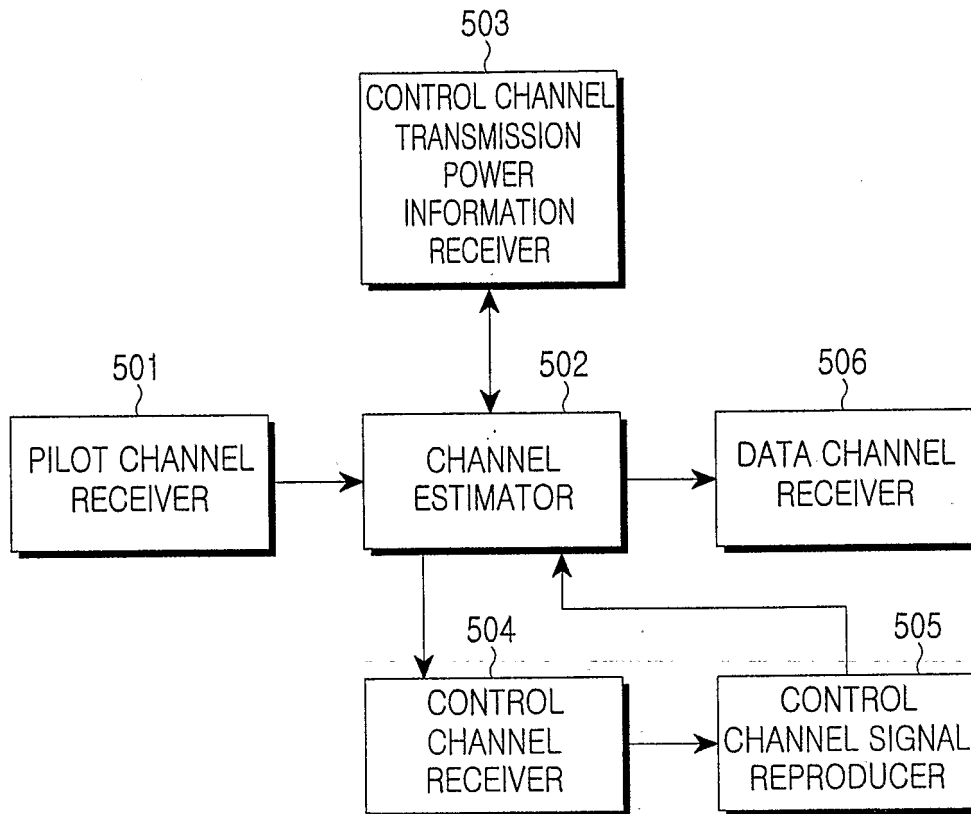 503
CONTROL CHANNEL
TRANSMISSION
POWER
INFORMATION
RECEIVER
501
PILOT CHANNEL
RECEIVER
502
CHANNEL
ESTIMATOR
506
DATA CHANNEL
RECEIVER
504
CONTROL
CHANNEL
RECEIVER
505
CONTROL
CHANNEL SIGNAL
REPRODUCER